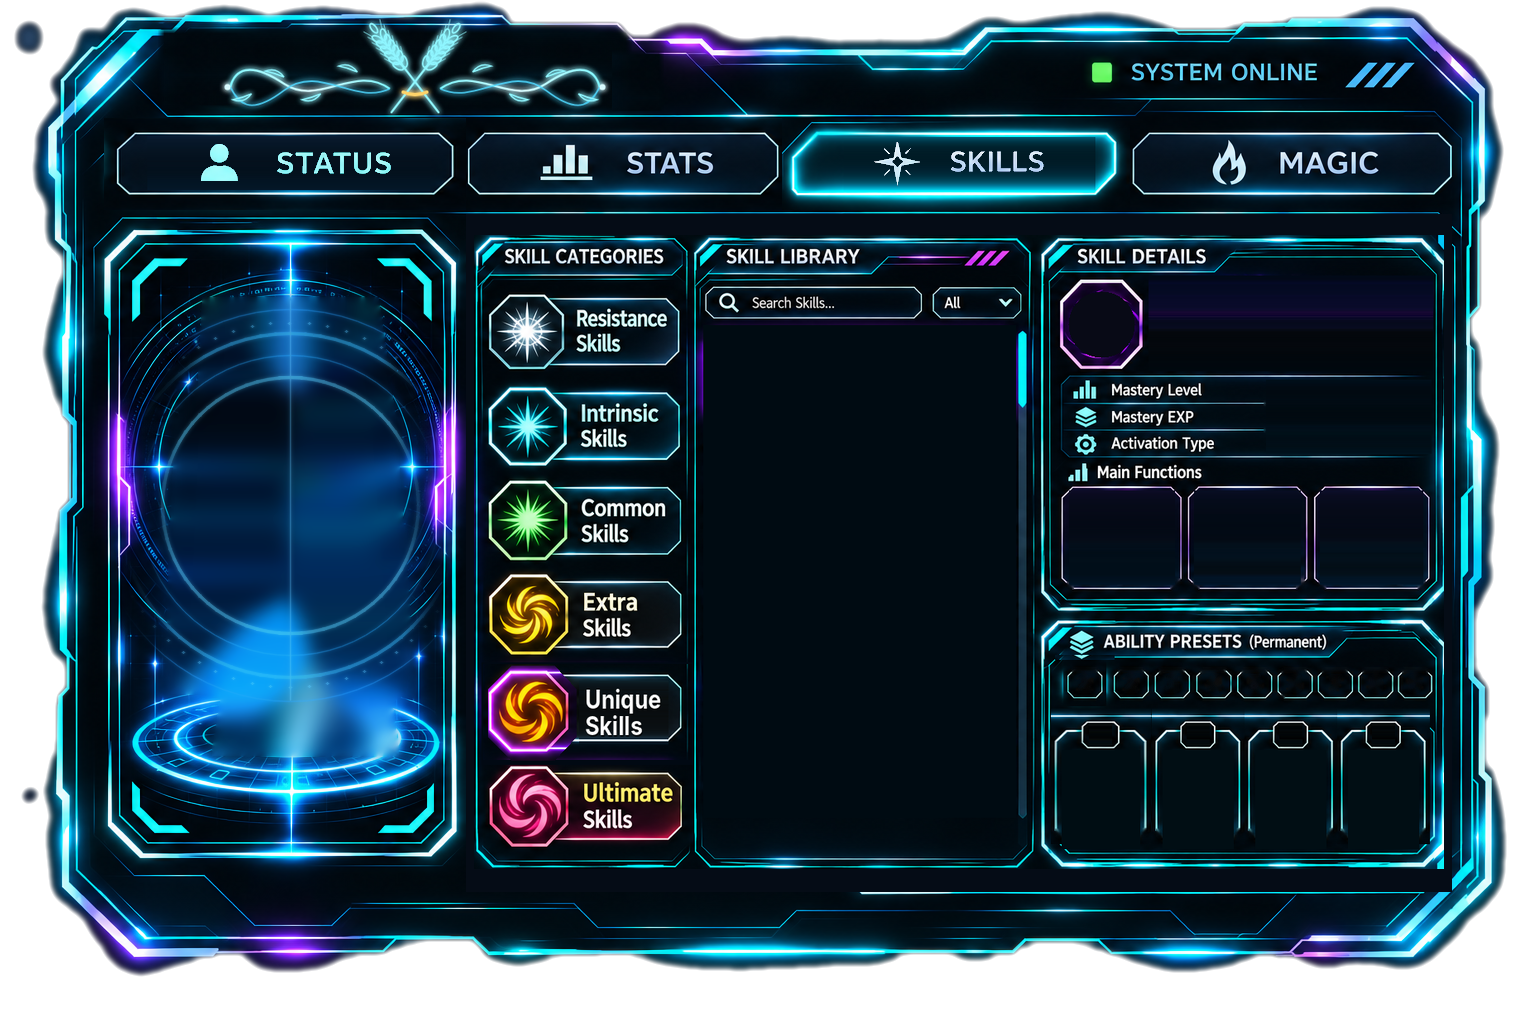 SYSTEM ONLINE
STATUS
STATS
SKILLS
MAGIC
SKILL CATEGORIES
Resistance
Skills
Intrinsic
Skills
Common
Skills
Extra
Skills
Unique
Skills
Ultimate
Skills
SKILL LIBRARY
Search Skills...
All
SKILL DETAILS
Mastery Level
Mastery EXP
Activation Type
Main Functions
ABILITY PRESETS (Permanent)